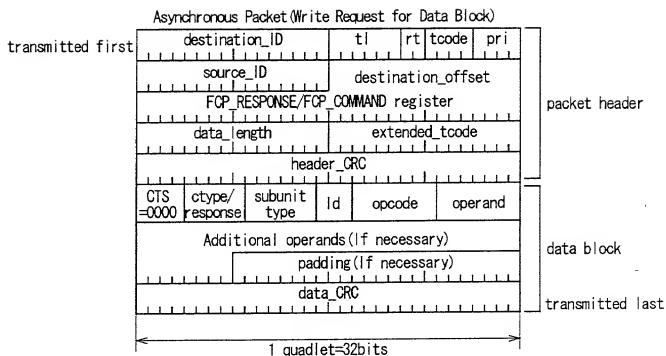 Asynchronous Packet(Write Request for Data Block)
transmitted first
destination_ID tl rt tcode pri
source_ID destination_offset
FCP_RESPONSE/FCP_COMMAND register
data_length extended_tcode
header_CRC
packet header
CTS =0000 ctype/ response subunit type Id opcode operand
Additional operands(If necessary)
padding(If necessary)
data_CRC
data block
transmitted last
1 quadlet=32bits